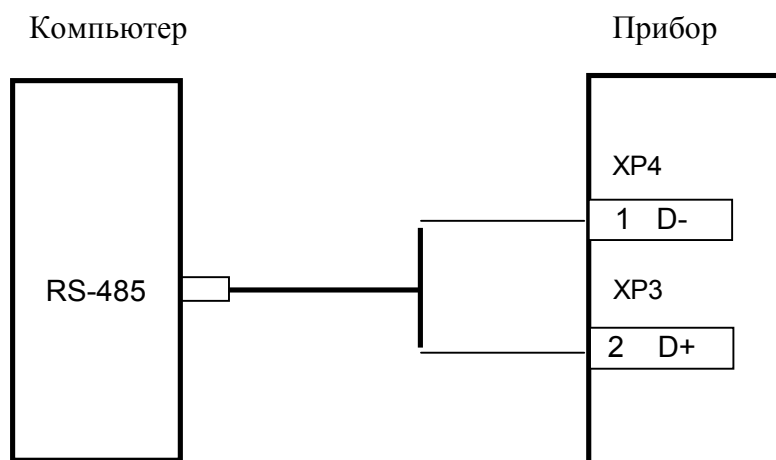 Компьютер
Прибор
XP4
1 D-
RS-485
XP3
2 D+